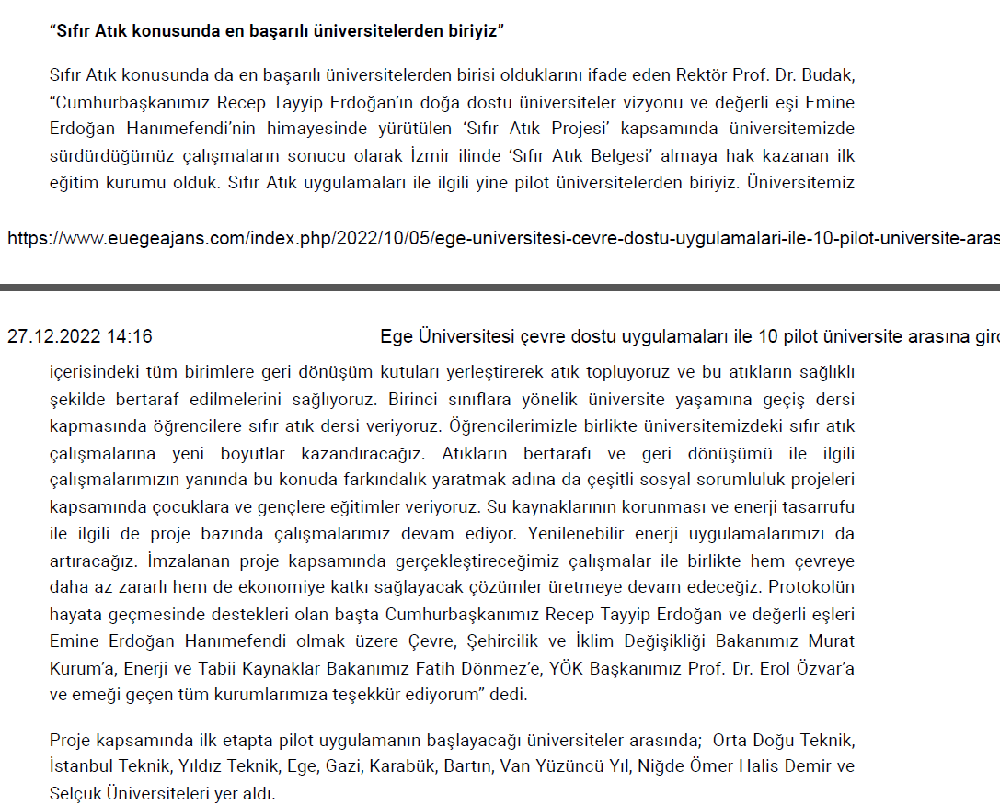 “Sıfır Atık konusunda en başarılı üniversitelerden biriyiz”
Sıfır Atık konusunda da en başarılı üniversitelerden birisi olduklarını ifade eden Rektör Prof. Dr. Budak,
“Cumhurbaşkanımız Recep Tayyip Erdoğan’ın doğa dostu üniversiteler vizyonu ve değerli eşi Emine
Erdoğan Hanımefendi’nin himayesinde yürütülen ‘Sıfır Atık Projesi’ kapsamında üniversitemizde
sürdürdüğümüz çalışmaların sonucu olarak İzmir ilinde ‘Sıfır Atık Belgesi’ almaya hak kazanan ilk
eğitim kurumu olduk. Sıfır Atık uygulamaları ile ilgili yine pilot üniversitelerden biriyiz. Üniversitemiz
https://www.euegeajans.com/index.php/2022/10/05/ege-universitesi-cevre-dostu-uygulamalari-ile-10-pilot-universite-aras
27.12.2022 14:16 Ege Üniversitesi çevre dostu uygulamaları ile 10 pilot üniversite arasına gird
içerisindeki tüm birimlere geri dönüşüm kutuları yerleştirerek atık topluyoruz ve bu atıkların sağlıklı
şekilde bertaraf edilmelerini sağlıyoruz. Birinci sınıflara yönelik üniversite yaşamına geçiş dersi
kapmasında öğrencilere sıfır atık dersi veriyoruz. Öğrencilerimizle birlikte üniversitemizdeki sıfır atık
çalışmalarına yeni boyutlar kazandıracağız. Atıkların bertarafı ve geri dönüşümü ile ilgili
çalışmalarımızın yanında bu konuda farkındalık yaratmak adına da çeşitli sosyal sorumluluk projeleri
kapsamında çocuklara ve gençlere eğitimler veriyoruz. Su kaynaklarının korunması ve enerji tasarrufu
ile ilgili de proje bazında çalışmalarımız devam ediyor. Yenilenebilir enerji uygulamalarımızı da
artıracağız. İmzalanan proje kapsamında gerçekleştireceğimiz çalışmalar ile birlikte hem çevreye
daha az zararlı hem de ekonomiye katkı sağlayacak çözümler üretmeye devam edeceğiz. Protokolün
hayata geçmesinde destekleri olan başta Cumhurbaşkanımız Recep Tayyip Erdoğan ve değerli eşleri
Emine Erdoğan Hanımefendi olmak üzere Çevre, Şehircilik ve İklim Değişikliği Bakanımız Murat
Kurum’a, Enerji ve Tabii Kaynaklar Bakanımız Fatih Dönmez’e, YÖK Başkanımız Prof. Dr. Erol Özvar’a
ve emeği geçen tüm kurumlarımıza teşekkür ediyorum” dedi.
Proje kapsamında ilk etapta pilot uygulamanın başlayacağı üniversiteler arasında; Orta Doğu Teknik,
İstanbul Teknik, Yıldız Teknik, Ege, Gazi, Karabük, Bartın, Van Yüzüncü Yıl, Niğde Ömer Halis Demir ve
Selçuk Üniversiteleri yer aldı.